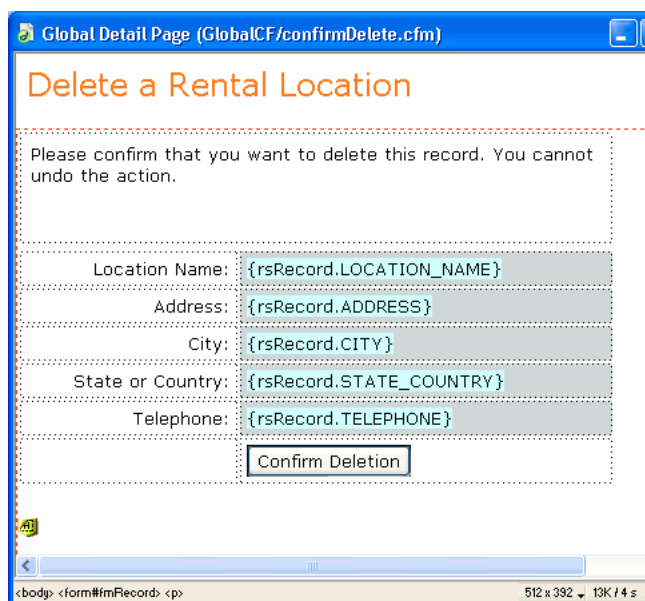 Global Detail Page (GlobalCF/confirmDelete.cfm)
Delete a Rental Location
Please confirm that you want to delete this record. You cannot
undo the action.
Location Name: {rsRecord.LOCATION_NAME}
Address: {rsRecord.ADDRESS}
City: {rsRecord.CITY}
State or Country: {rsRecord.STATE_COUNTRY}
Telephone: {rsRecord.TELEPHONE}
Confirm Deletion
<body> <form#fmRecord> <p> 512 x 392 13K / 4 s